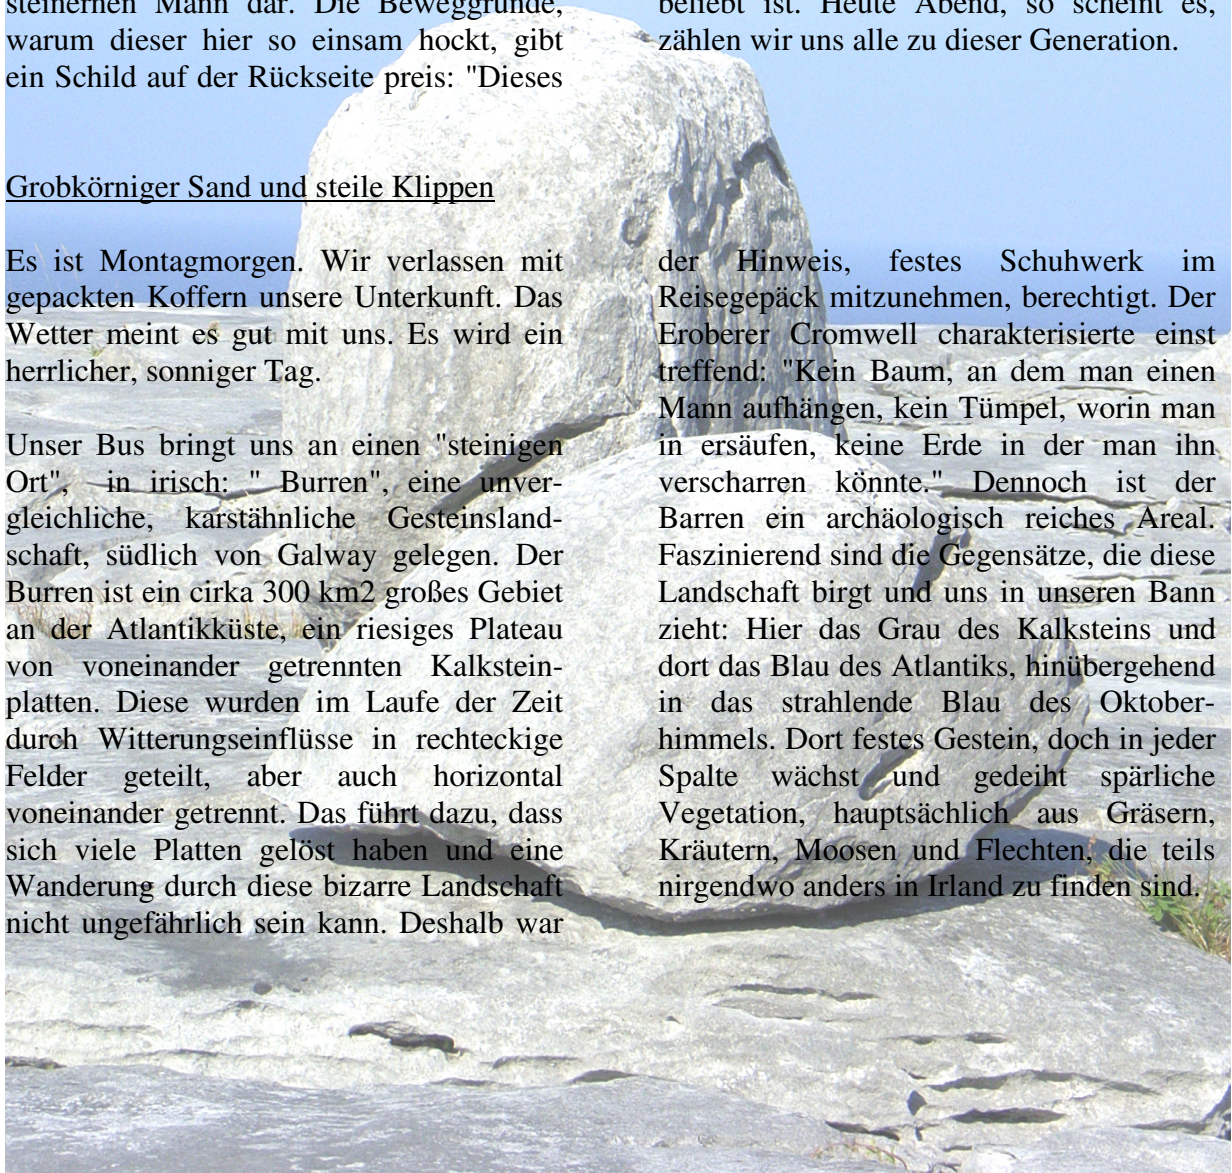 steinernen Mann dar. Die Beweggründe,
warum dieser hier so einsam hockt, gibt
ein Schild auf der Rückseite preis: "Dieses
beliebt ist. Heute Abend, so scheint es,
zählen wir uns alle zu dieser Generation.
Grobkörniger Sand und steile Klippen
Es ist Montagmorgen. Wir verlassen mit
gepackten Koffern unsere Unterkunft. Das
Wetter meint es gut mit uns. Es wird ein
herrlicher, sonniger Tag.
Unser Bus bringt uns an einen "steinigen
Ort", in irisch: " Burren", eine unver-
gleichliche, karstähnliche Gesteinsland-
schaft, südlich von Galway gelegen. Der
Burren ist ein cirka 300 km2 großes Gebiet
an der Atlantikküste, ein riesiges Plateau
von voneinander getrennten Kalkstein-
platten. Diese wurden im Laufe der Zeit
durch Witterungseinflüsse in rechteckige
Felder geteilt, aber auch horizontal
voneinander getrennt. Das führt dazu, dass
sich viele Platten gelöst haben und eine
Wanderung durch diese bizarre Landschaft
nicht ungefährlich sein kann. Deshalb war
der Hinweis, festes Schuhwerk im
Reisegepäck mitzunehmen, berechtigt. Der
Eroberer Cromwell charakterisierte einst
treffend: "Kein Baum, an dem man einen
Mann aufhängen, kein Tümpel, worin man
in ersäufen, keine Erde in der man ihn
verscharren könnte." Dennoch ist der
Barren ein archäologisch reiches Areal.
Faszinierend sind die Gegensätze, die diese
Landschaft birgt und uns in unseren Bann
zieht: Hier das Grau des Kalksteins und
dort das Blau des Atlantiks, hinübergehend
in das strahlende Blau des Oktober-
himmels. Dort festes Gestein, doch in jeder
Spalte wächst und gedeiht spärliche
Vegetation, hauptsächlich aus Gräsern,
Kräutern, Moosen und Flechten, die teils
nirgendwo anders in Irland zu finden sind.